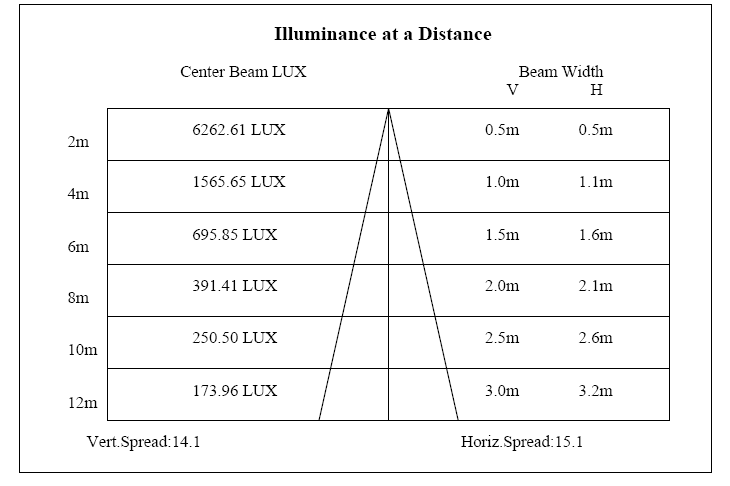 Illuminance at a Distance
Center Beam LUX Beam Width
V H
2m 6262.61 LUX 0.5m 0.5m
4m 1565.65 LUX 1.0m 1.1m
6m 695.85 LUX 1.5m 1.6m
8m 391.41 LUX 2.0m 2.1m
10m 250.50 LUX 2.5m 2.6m
12m 173.96 LUX 3.0m 3.2m
Vert.Spread:14.1 Horiz.Spread:15.1